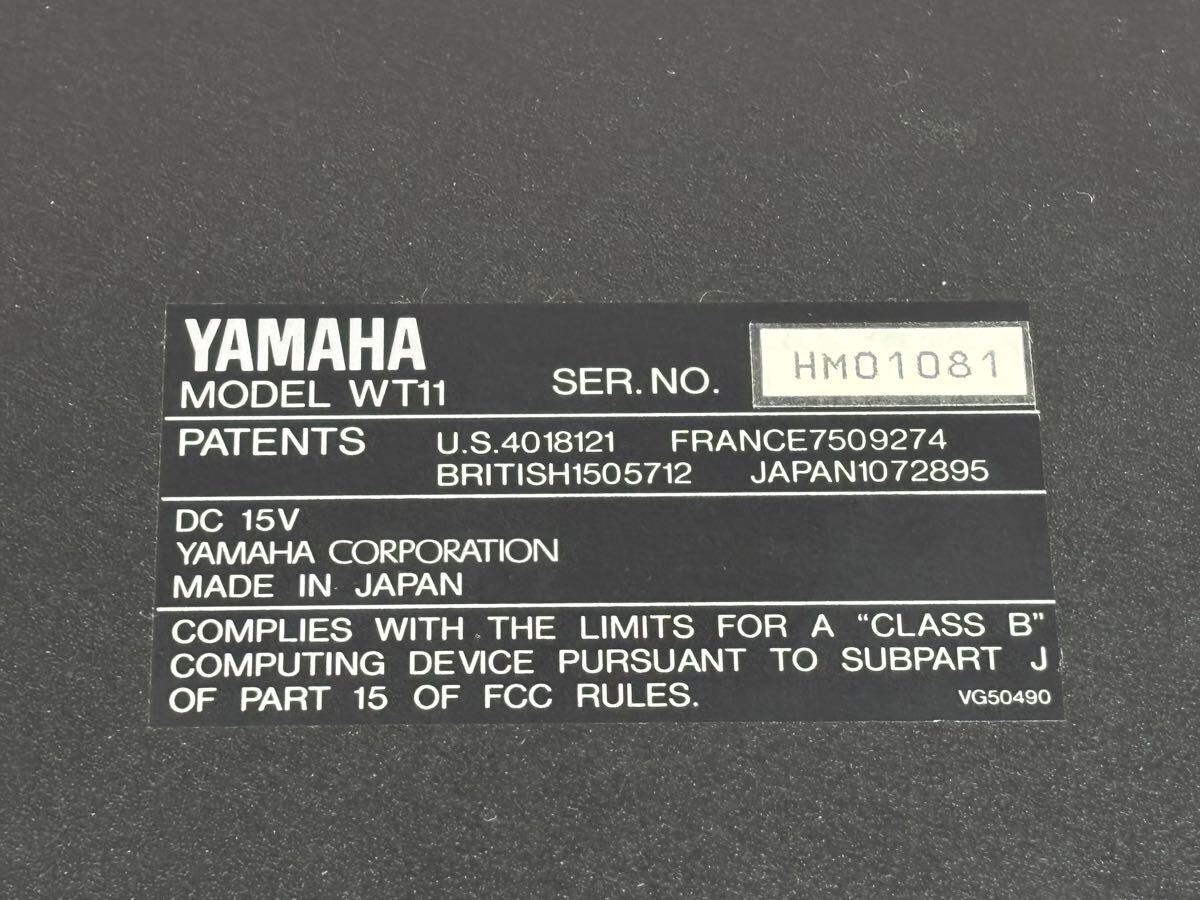 YAMAHA
MODEL WT11 SER. NO. HM01081
PATENTS U.S.4018121 FRANCE7509274
BRITISH1505712 JAPAN1072895
DC 15V
YAMAHA CORPORATION
MADE IN JAPAN
COMPLIES WITH THE LIMITS FOR A “CLASS B”
COMPUTING DEVICE PURSUANT TO SUBPART J
OF PART 15 OF FCC RULES. VG50490